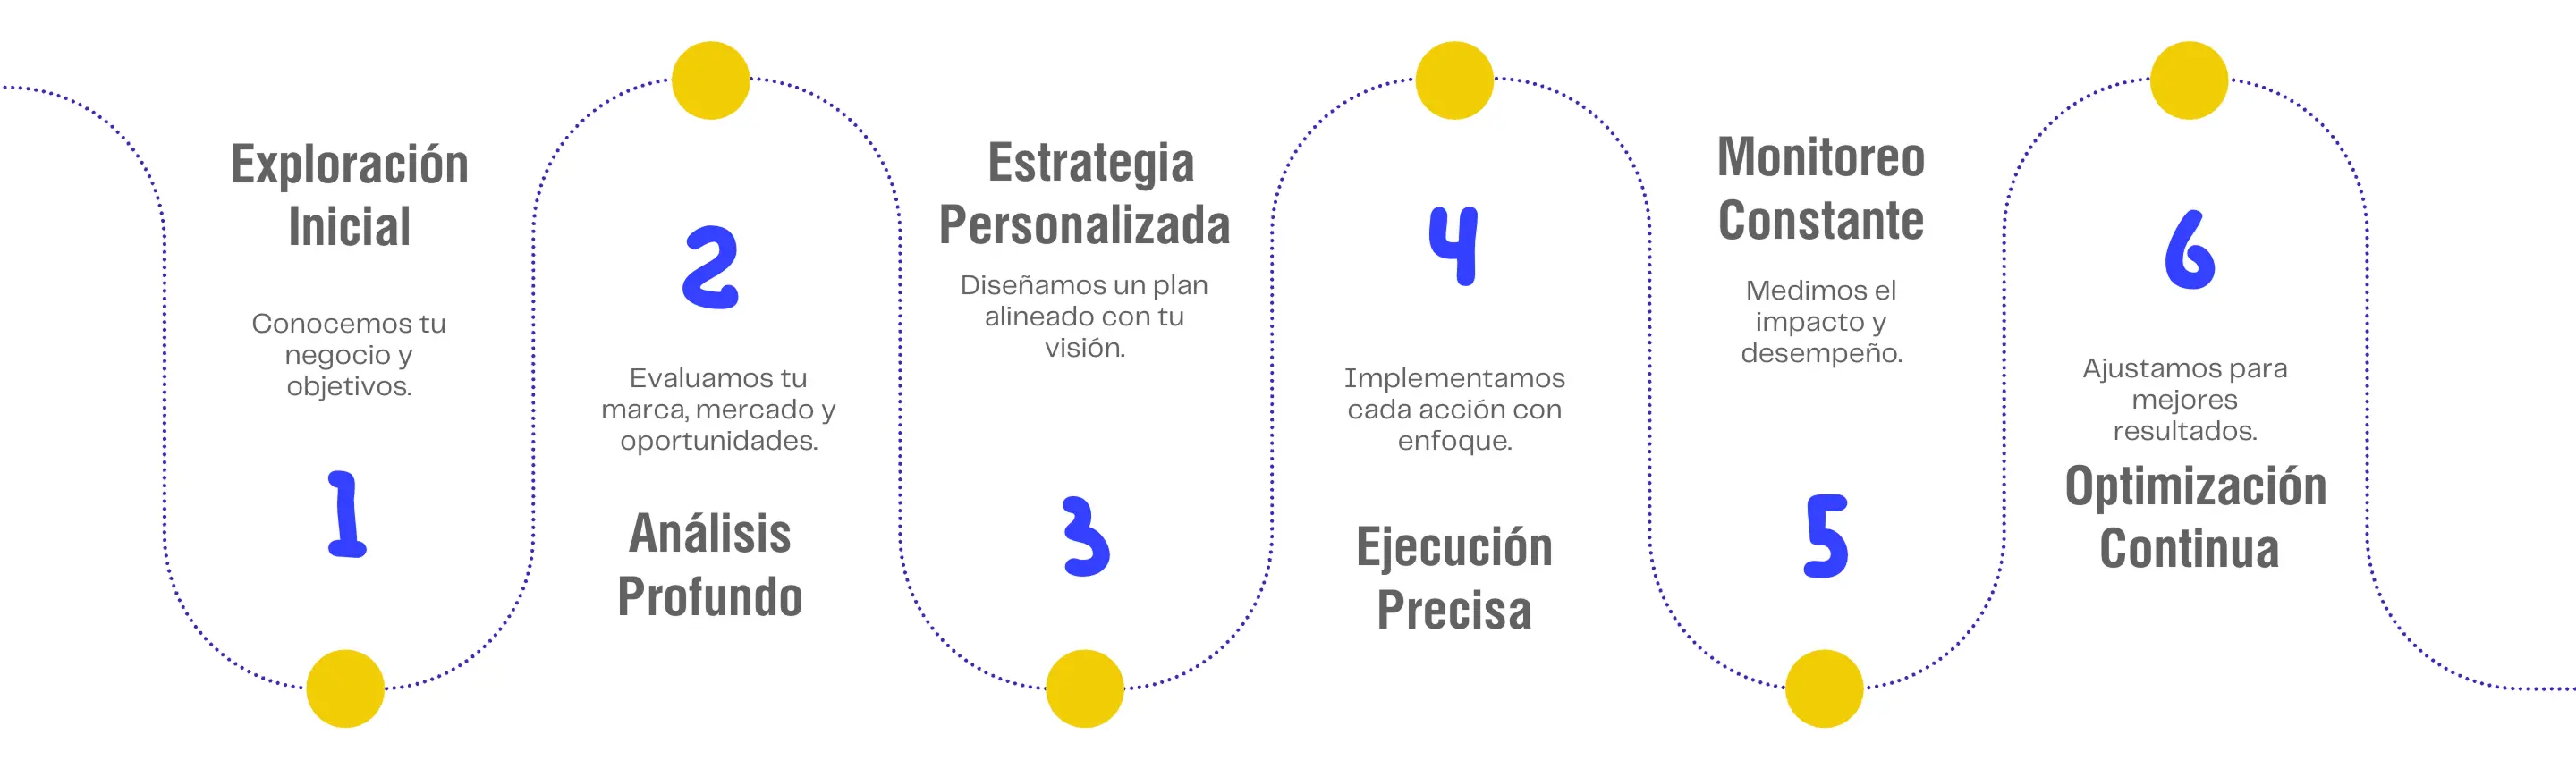 Exploración
Inicial
Conocemos tu
negocio y
objetivos.
1
2
Evaluamos tu
marca, mercado y
oportunidades.
Análisis
Profundo
Estrategia
Personalizada
Diseñamos un plan
alineado con tu
visión.
3
4
Implementamos
cada acción con
enfoque.
Ejecución
Precisa
Monitoreo
Constante
Medimos el
impacto y
desempeño.
5
6
Ajustamos para
mejores
resultados.
Optimización
Continua